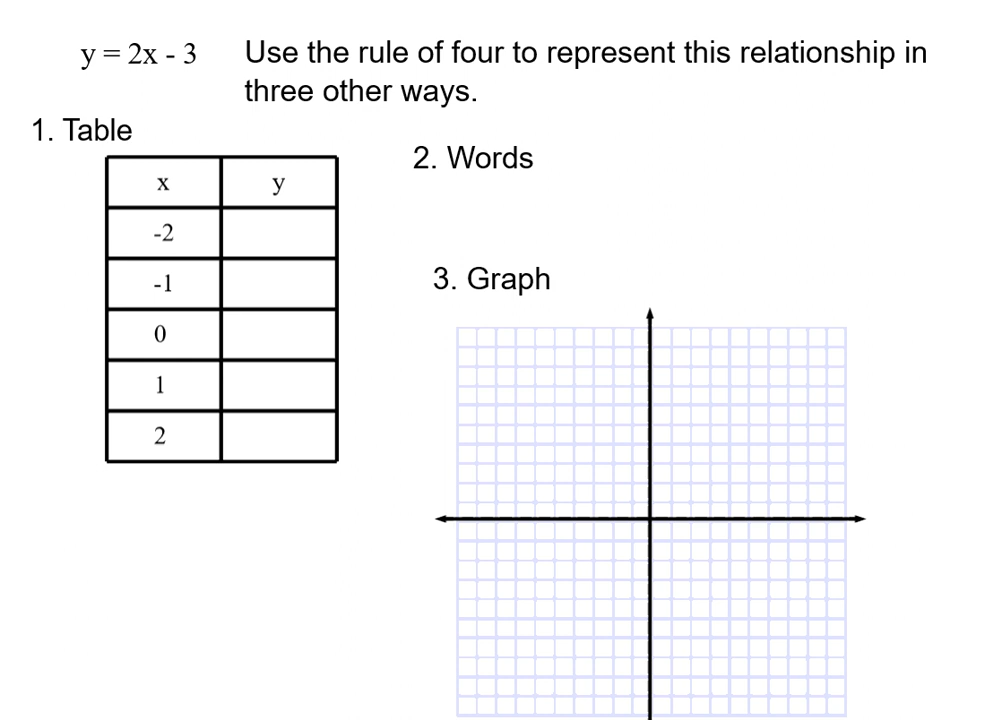 y = 2x - 3 Use the rule of four to represent this relationship in
three other ways.
1. Table
2. Words
x y
-2
-1
0
1
2
3. Graph